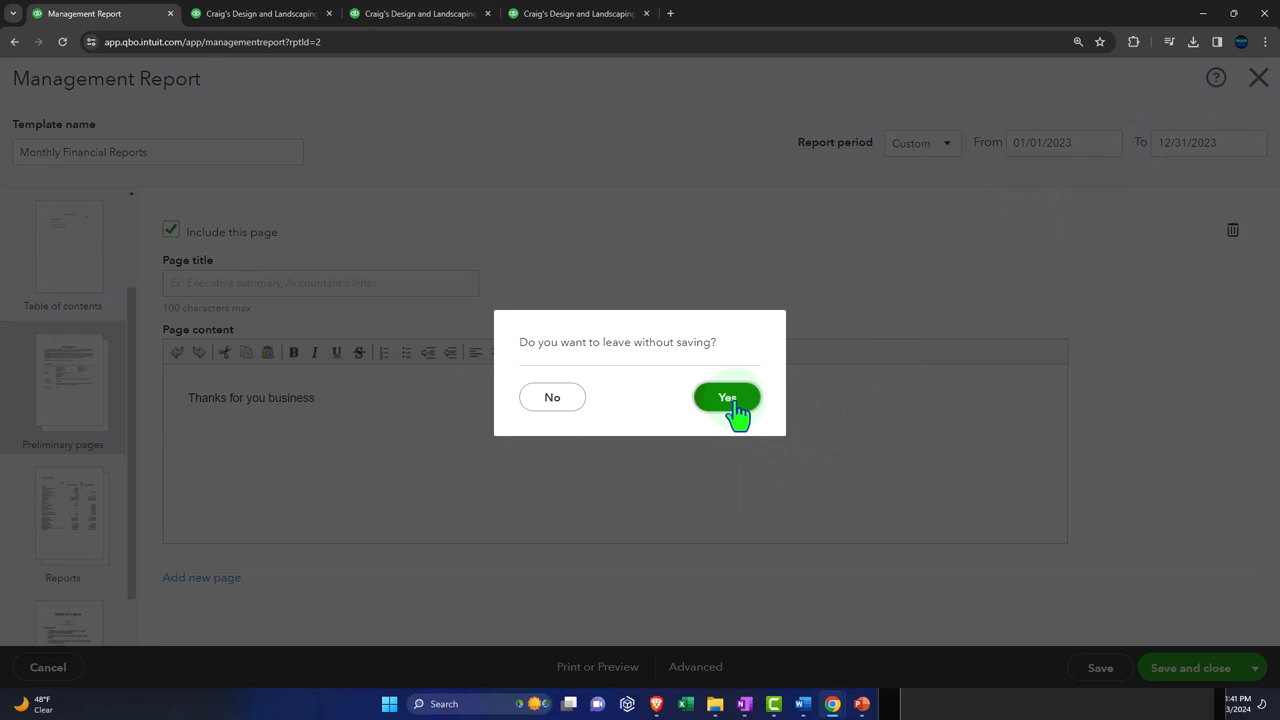 Management Report
Craig's Design and Landscaping
Craig's Design and Landscaping
Craig's Design and Landscaping
app.qbo.intuit.com/app/managementreport?rptId=2
Management Report
Template name
Monthly Financial Reports
Report period
Custom
From
01/01/2023
To
12/31/2023
Include this page
Page title
Ex: Executive summary, Accountant's letter
100 characters max
Page content
B I U S
Thanks for you business
Add new page
Table of contents
Preliminary pages
Reports
Do you want to leave without saving?
No
Yes
Cancel
Print or Preview
Advanced
Save
Save and close
48°F
Clear
Search